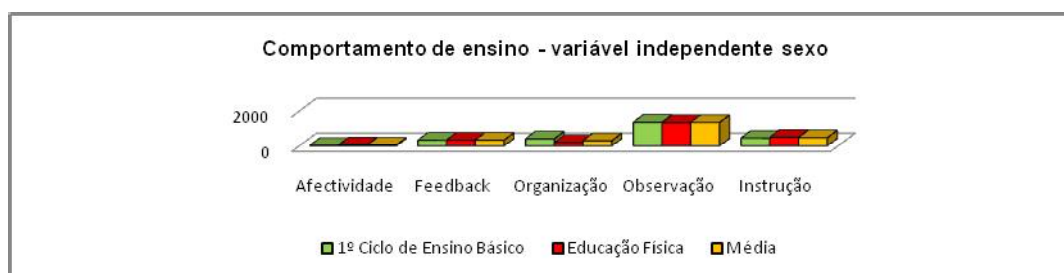 Comportamento de ensino - variável independente sexo
2000
0
Afectividade Feedback Organização Observação Instrução
1º Ciclo de Ensino Básico Educação Física Média